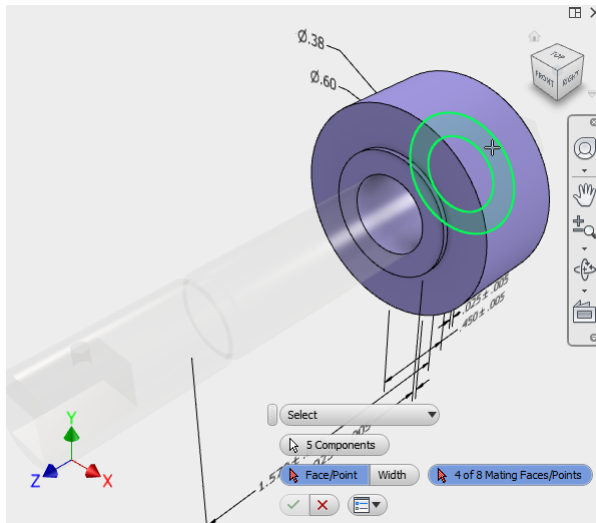 Ø.38
Ø.60
TOP
FRONT
RIGHT
.025±.005
.450±.005
Select
5 Components
Face/Point
Width
4 of 8 Mating Faces/Points
Y
Z
X